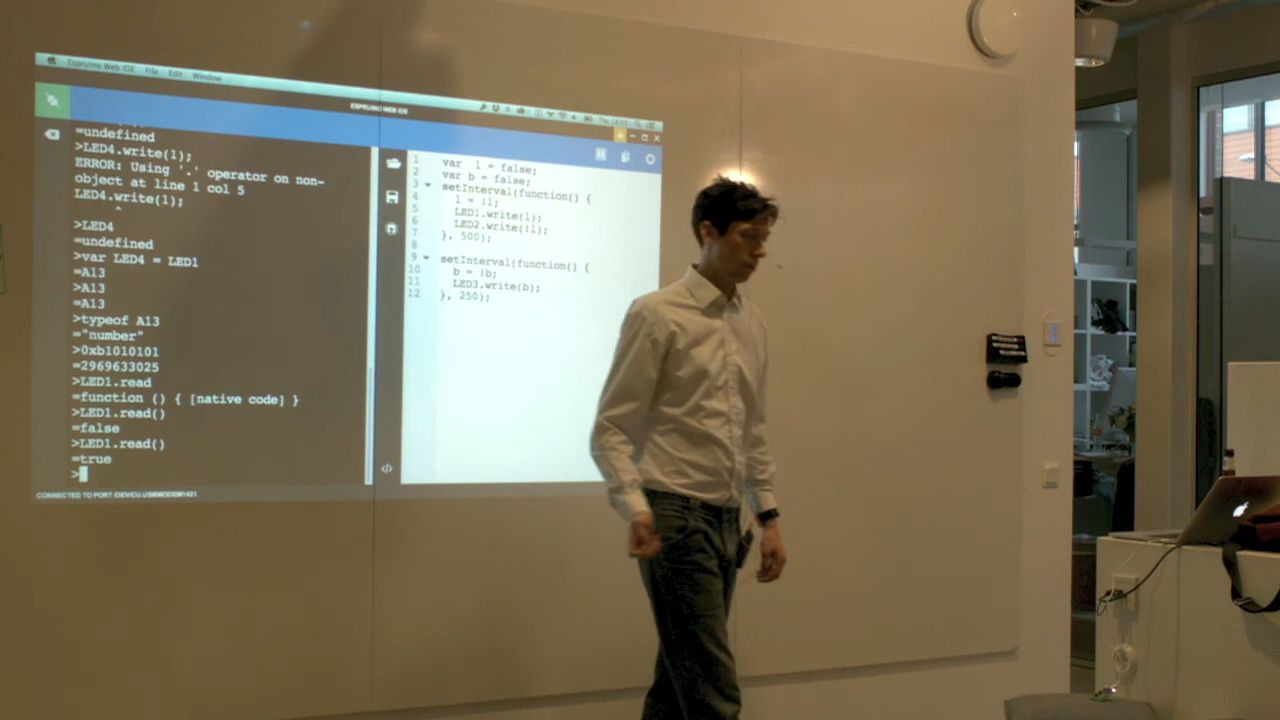 Espruino Web IDE File Edit Window
ESPRUINO WEB IDE
=undefined
>LED4.write(1);
ERROR: Using '.' operator on non-
object at line 1 col 5
LED4.write(1);
^
>LED4
=undefined
>var LED4 = LED1
=A13
>A13
=A13
>typeof A13
="number"
>0xb1010101
=2969633025
>LED1.read
=function () { [native code] }
>LED1.read()
=false
>LED1.read()
=true
>
CONNECTED TO PORT /DEV/CU.USBMODEM1421
1 var l = false;
2 var b = false;
3 setInterval(function() {
4 l = !l;
5 LED1.write(l);
6 LED2.write(!l);
7 }, 500);
8
9 setInterval(function() {
10 b = !b;
11 LED3.write(b);
12 }, 250);